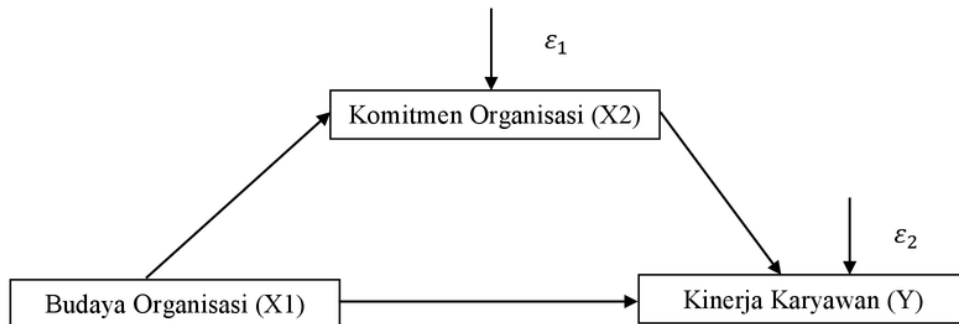 ε₁
Komitmen Organisasi (X2)
ε₂
Budaya Organisasi (X1)
Kinerja Karyawan (Y)